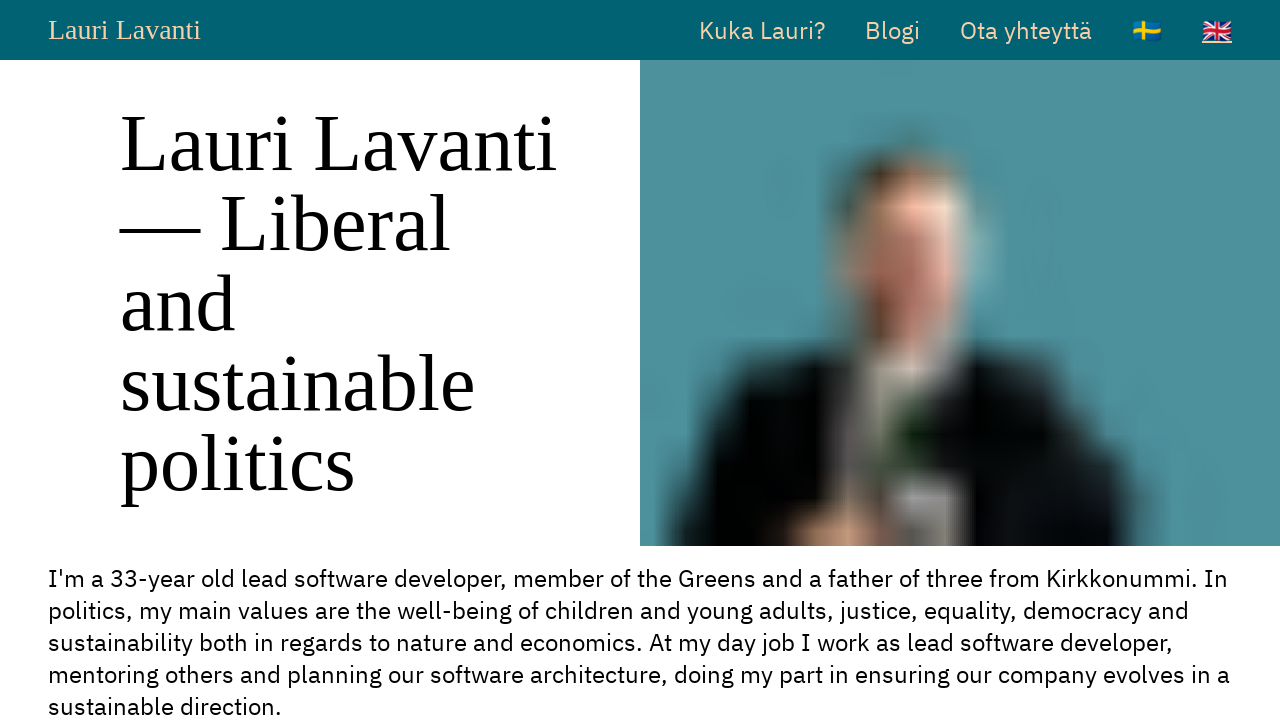 Lauri Lavanti
Kuka Lauri? Blogi Ota yhteyttä
Lauri Lavanti
— Liberal
and
sustainable
politics
I'm a 33-year old lead software developer, member of the Greens and a father of three from Kirkkonummi. In
politics, my main values are the well-being of children and young adults, justice, equality, democracy and
sustainability both in regards to nature and economics. At my day job I work as lead software developer,
mentoring others and planning our software architecture, doing my part in ensuring our company evolves in a
sustainable direction.